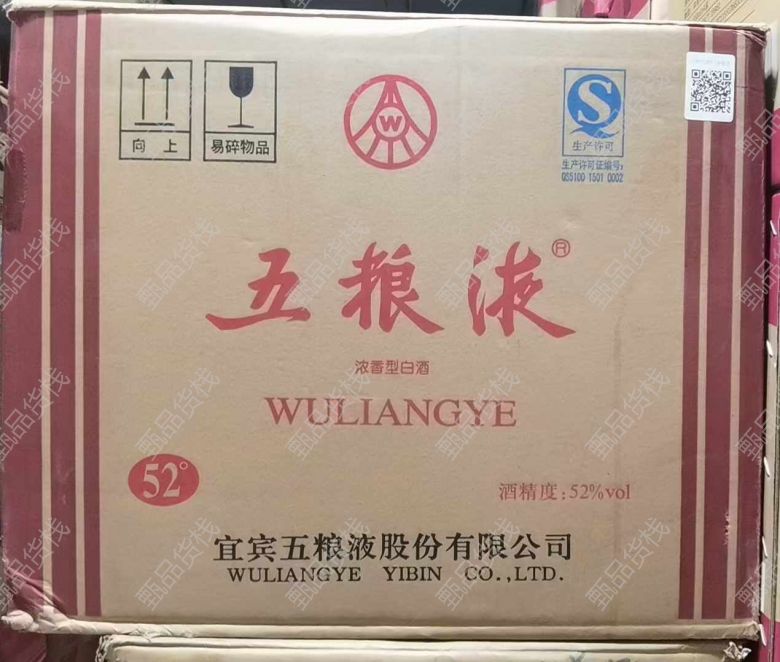 向上
易碎物品
W
S
生产许可
生产许可证编号:
QS5100 1501 0002
五粮液®
浓香型白酒
WULIANGYE
52°
酒精度:52%vol
宜宾五粮液股份有限公司
WULIANGYE YIBIN CO.,LTD.
甄品货栈